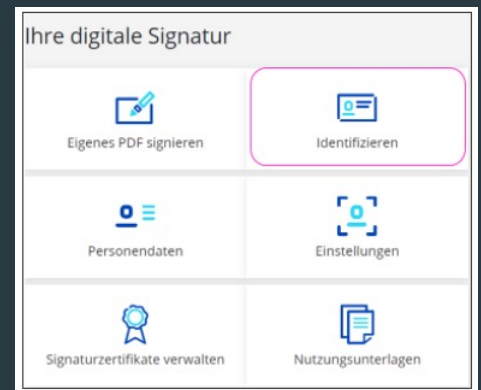 Ihre digitale Signatur
Eigenes PDF signieren
Identifizieren
Personendaten
Einstellungen
Signaturzertifikate verwalten
Nutzungsunterlagen